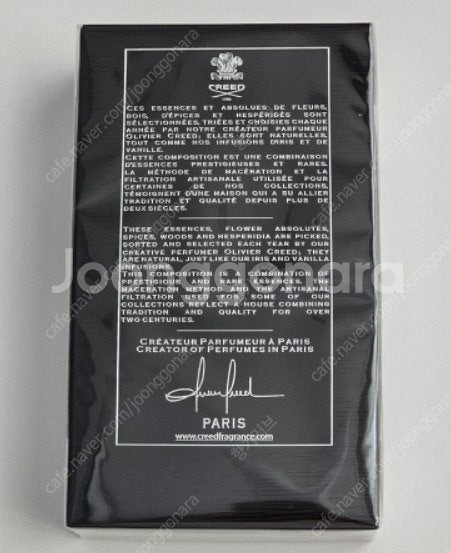 CREED
1760
CES ESSENCES ET ABSOLUES DE FLEURS,
BOIS, D'ÉPICES ET HESPÉRIDÉS SONT
SÉLECTIONNÉES, TRIÉES ET CHOISIES CHAQUE
ANNÉE PAR NOTRE CRÉATEUR PARFUMEUR
OLIVIER CREED; ELLES SONT NATURELLES,
TOUT COMME NOS INFUSIONS D'IRIS ET DE
VANILLE.
CETTE COMPOSITION EST UNE COMBINAISON
D'ESSENCES PRESTIGIEUSES ET RARES.
LA MÉTHODE DE MACÉRATION ET LA
FILTRATION ARTISANALE UTILISÉE POUR
CERTAINES DE NOS COLLECTIONS,
TÉMOIGNENT D'UNE MAISON QUI A SU ALLIER
TRADITION ET QUALITÉ DEPUIS PLUS DE
DEUX SIÈCLES.
THESE ESSENCES, FLOWER ABSOLUTES,
SPICES, WOODS AND HESPERIDIA ARE PICKED,
SORTED AND SELECTED EACH YEAR BY OUR
CREATIVE PERFUMER OLIVIER CREED; THEY
ARE NATURAL, JUST LIKE OUR IRIS AND VANILLA
INFUSIONS.
THIS COMPOSITION IS A COMBINATION OF
PRESTIGIOUS AND RARE ESSENCES. THE
MACERATION METHOD AND THE ARTISANAL
FILTRATION USED FOR SOME OF OUR
COLLECTIONS REFLECT A HOUSE COMBINING
TRADITION AND QUALITY FOR OVER
TWO CENTURIES.
CRÉATEUR PARFUMEUR À PARIS
CREATOR OF PERFUMES IN PARIS
PARIS
www.creedfragrance.com
joonggonara
cafe.naver.com/joonggonara